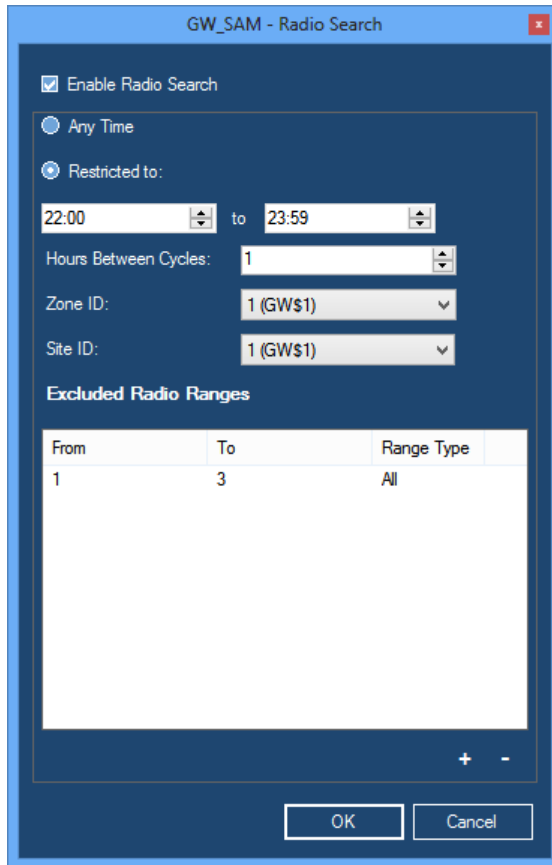 GW_SAM - Radio Search
x
Enable Radio Search
Any Time
Restricted to:
22:00 to 23:59
Hours Between Cycles: 1
Zone ID: 1 (GW$1)
Site ID: 1 (GW$1)
Excluded Radio Ranges
From To Range Type
1 3 All
+ -
OK Cancel